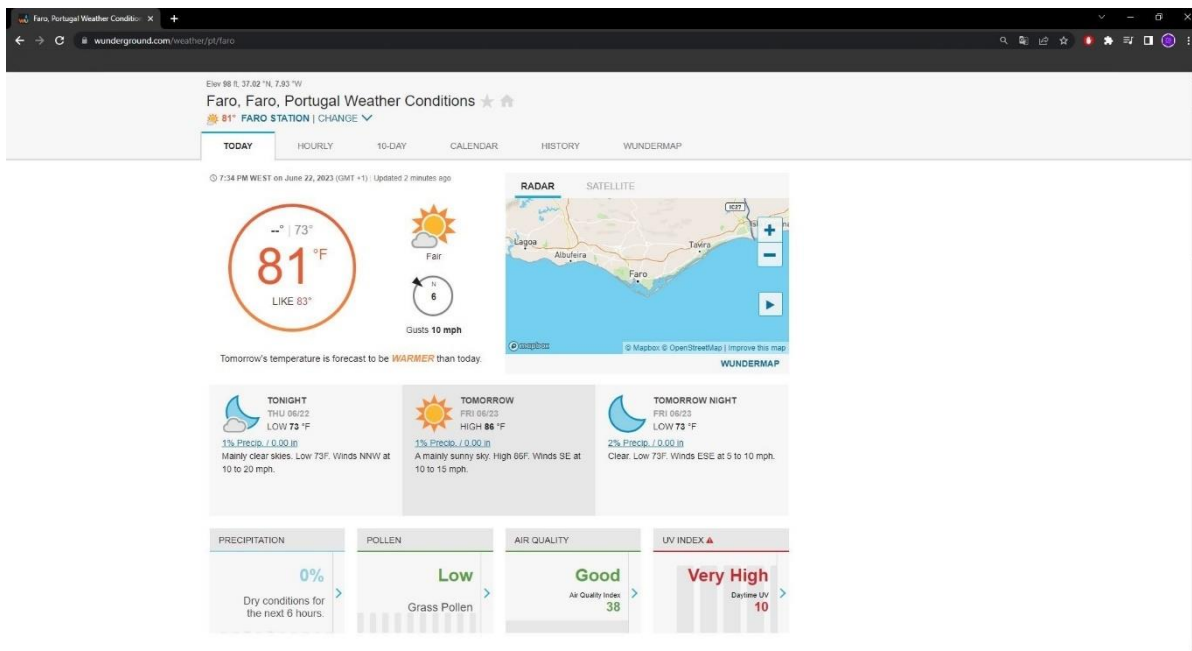 Faro, Portugal Weather Condition
wunderground.com/weather/pt/faro
Elev 98 ft, 37.02 °N, 7.93 °W
Faro, Faro, Portugal Weather Conditions
81° FARO STATION | CHANGE
TODAY HOURLY 10-DAY CALENDAR HISTORY WUNDERMAP
7:34 PM WEST on June 22, 2023 (GMT +1) | Updated 2 minutes ago
--° | 73°
81 °F
LIKE 83°
Fair
N
6
Gusts 10 mph
Tomorrow's temperature is forecast to be WARMER than today.
RADAR SATELLITE
IC27
Lagoa
Albufeira
Tavira
Faro
mapbox
© Mapbox © OpenStreetMap | Improve this map
WUNDERMAP
TONIGHT
THU 06/22
LOW 73 °F
1% Precip. / 0.00 in
Mainly clear skies. Low 73F. Winds NNW at
10 to 20 mph.
TOMORROW
FRI 06/23
HIGH 86 °F
1% Precip. / 0.00 in
A mainly sunny sky. High 86F. Winds SE at
10 to 15 mph.
TOMORROW NIGHT
FRI 06/23
LOW 73 °F
2% Precip. / 0.00 in
Clear. Low 73F. Winds ESE at 5 to 10 mph.
PRECIPITATION
0%
Dry conditions for
the next 6 hours.
POLLEN
Low
Grass Pollen
AIR QUALITY
Good
Air Quality Index
38
UV INDEX
Very High
Daytime UV
10